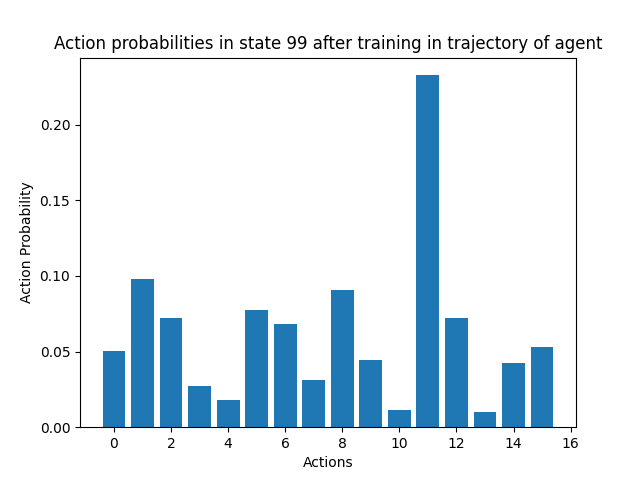 Action probabilities in state 99 after training in trajectory of agent
Action Probability
0.20
0.15
0.10
0.05
0.00
0 2 4 6 8 10 12 14 16
Actions